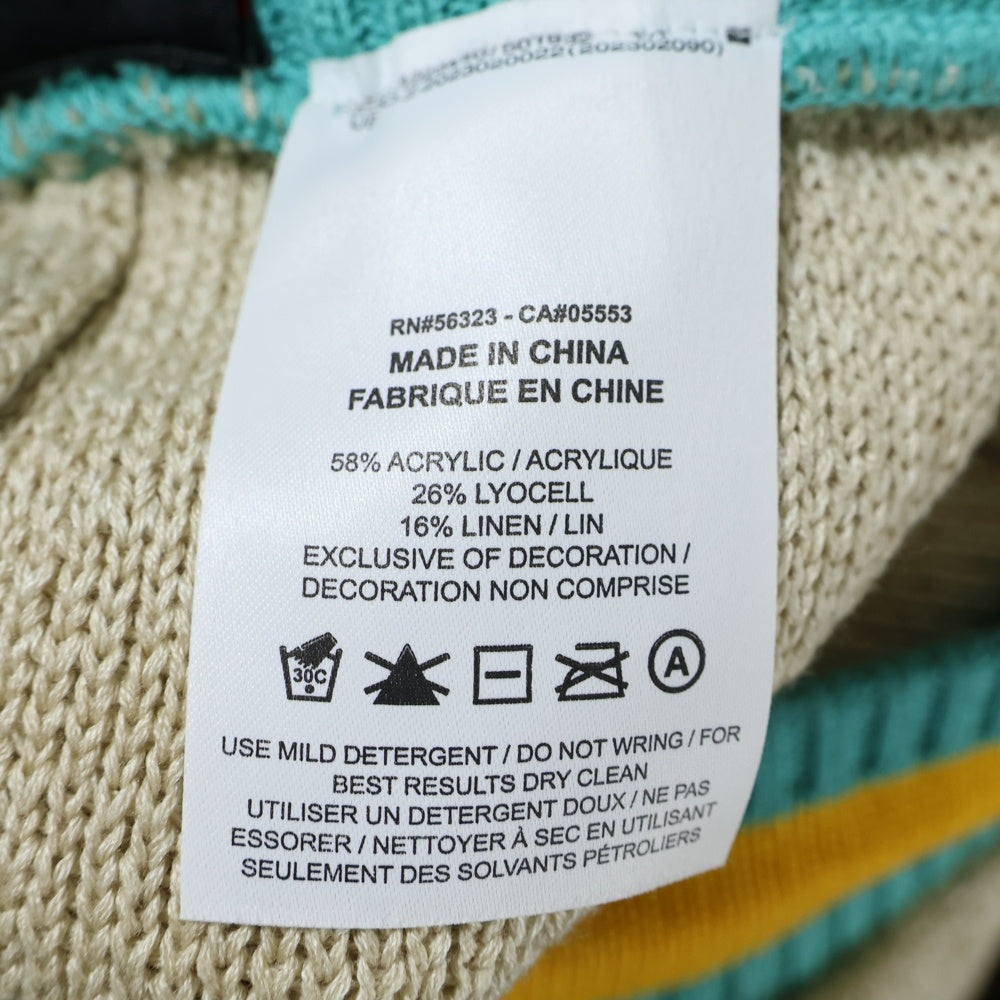 2023020022(202302090)
RN#56323 - CA#05553
MADE IN CHINA
FABRIQUE EN CHINE
58% ACRYLIC / ACRYLIQUE
26% LYOCELL
16% LINEN / LIN
EXCLUSIVE OF DECORATION /
DECORATION NON COMPRISE
30C
A
USE MILD DETERGENT / DO NOT WRING / FOR
BEST RESULTS DRY CLEAN
UTILISER UN DETERGENT DOUX / NE PAS
ESSORER / NETTOYER À SEC EN UTILISANT
SEULEMENT DES SOLVANTS PÉTROLIERS